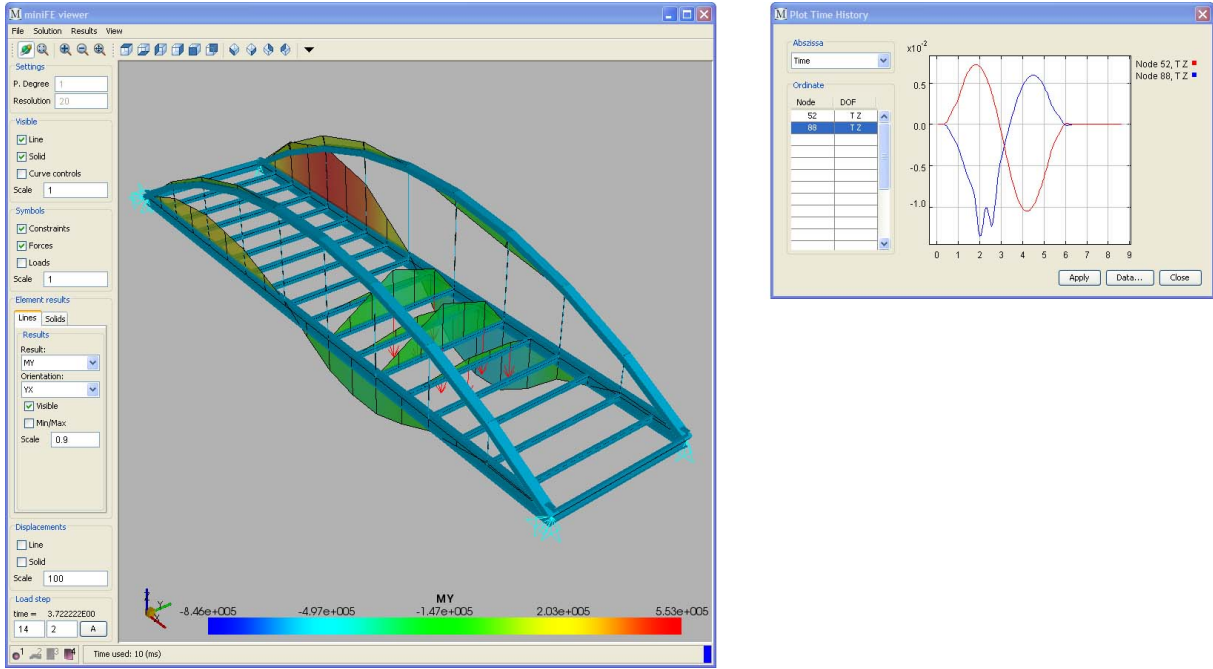 miniFE viewer
File Solution Results View
Settings
P. Degree 1
Resolution 20
Visible
Line
Solid
Curve controls
Scale 1
Symbols
Constraints
Forces
Loads
Scale 1
Element results
Lines Solids
Results
Result:
MY
Orientation:
YX
Visible
Min/Max
Scale 0.9
Displacements
Line
Solid
Scale 100
Load step
time = 3.722222E00
14 2 A
MY
-8.46e+005 -4.97e+005 -1.47e+005 2.03e+005 5.53e+005
1 2 3 4 Time used: 10 (ms)
Plot Time History
Abszissa
Time
Ordinate
Node DOF
52 T Z
88 T Z
x10-2
0.5
0.0
-0.5
-1.0
0 1 2 3 4 5 6 7 8 9
Node 52, T Z
Node 88, T Z
Apply Data... Close